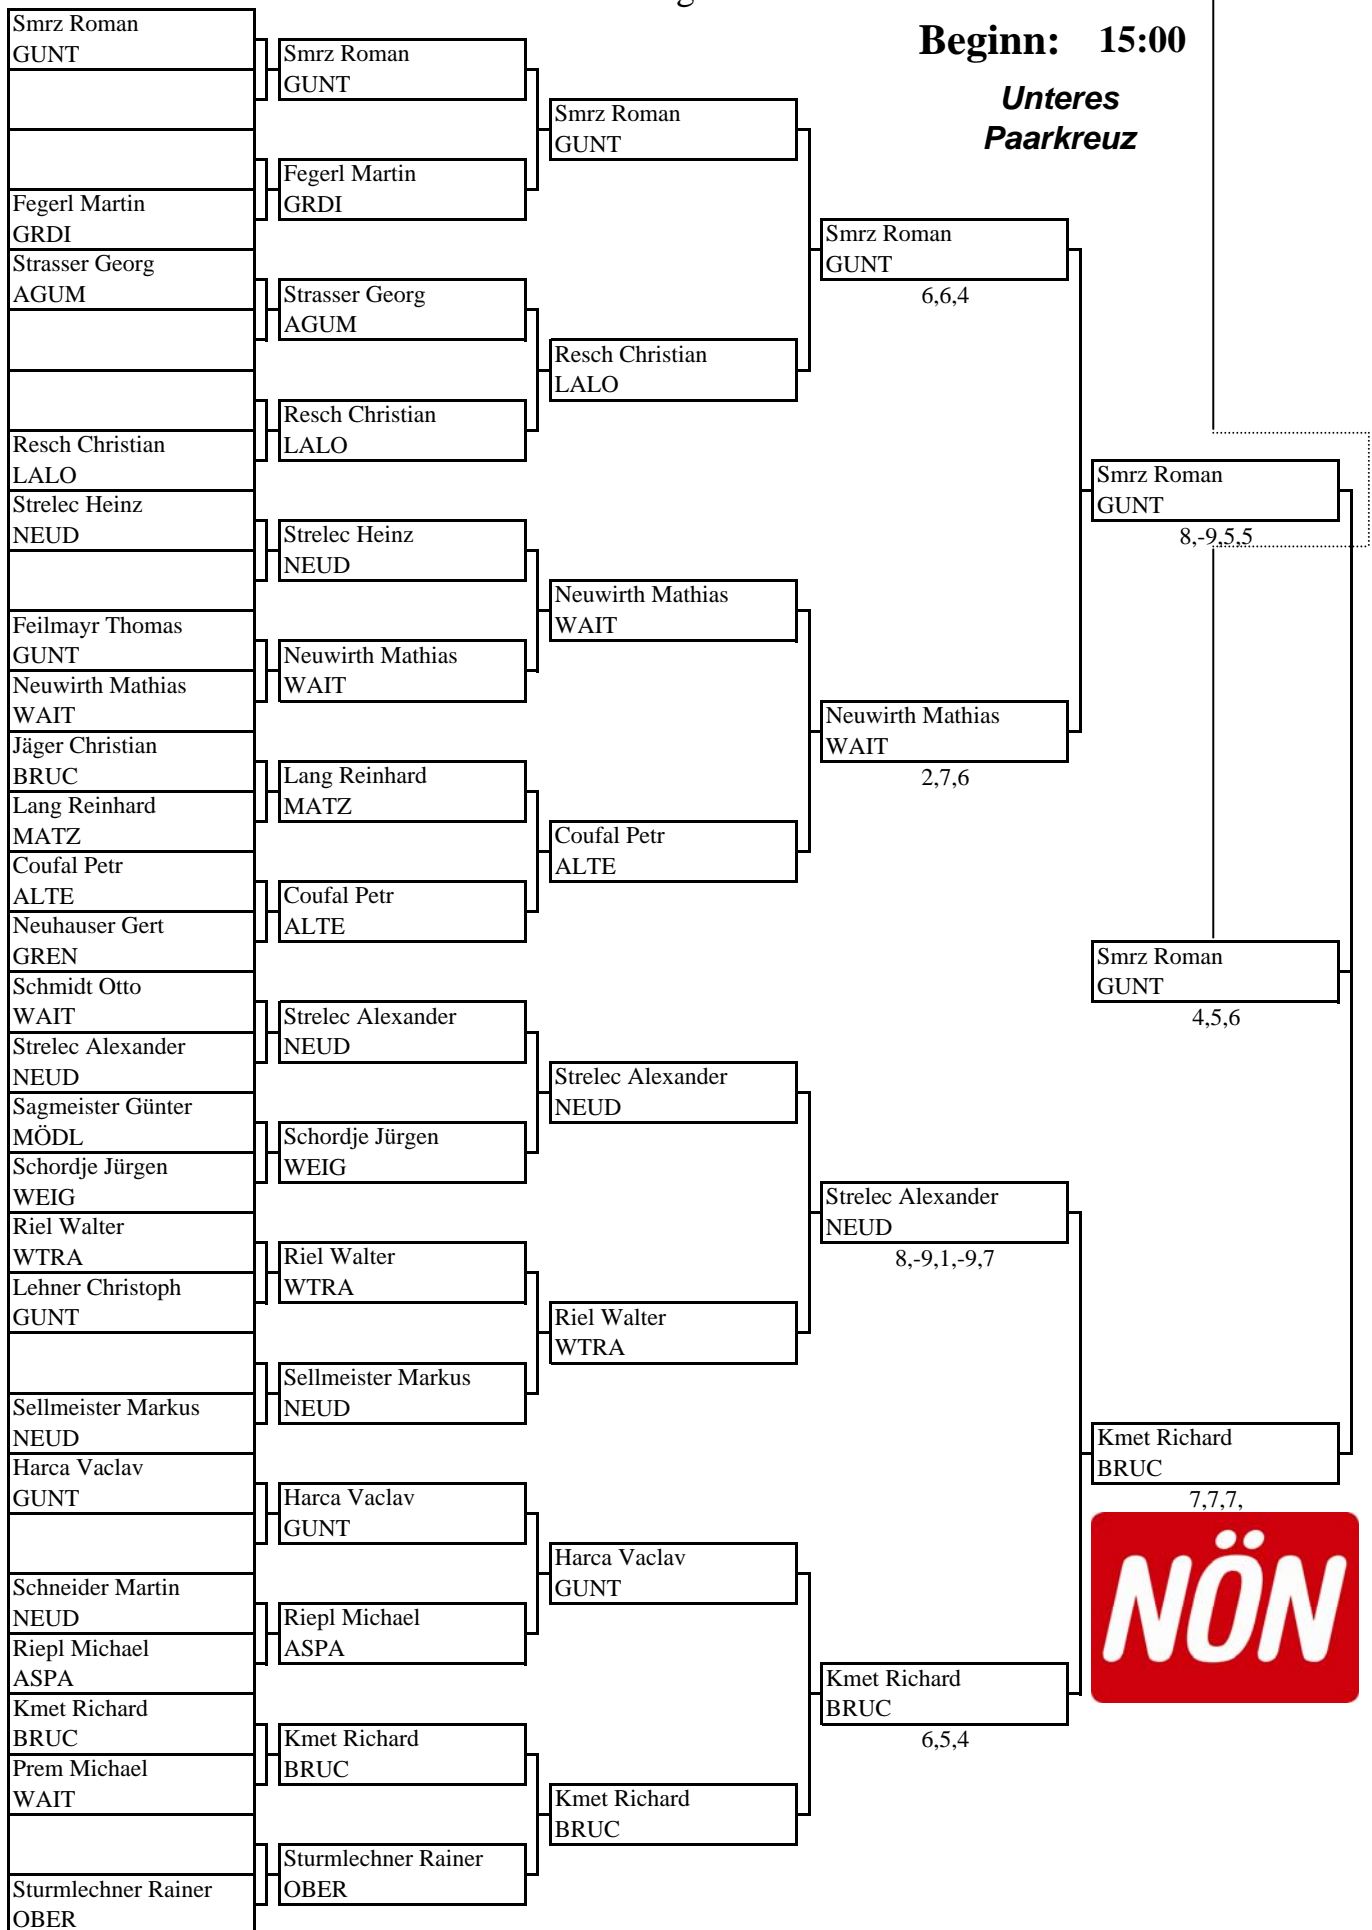 Beginn: 15:00
Unteres
Paarkreuz
Smrz Roman
GUNT
Fegerl Martin
GRDI
Strasser Georg
AGUM
Resch Christian
LALO
Strelec Heinz
NEUD
Feilmayr Thomas
GUNT
Neuwirth Mathias
WAIT
Jäger Christian
BRUC
Lang Reinhard
MATZ
Coufal Petr
ALTE
Neuhauser Gert
GREN
Schmidt Otto
WAIT
Strelec Alexander
NEUD
Sagmeister Günter
MÖDL
Schordje Jürgen
WEIG
Riel Walter
WTRA
Lehner Christoph
GUNT
Sellmeister Markus
NEUD
Harca Vaclav
GUNT
Schneider Martin
NEUD
Riepl Michael
ASPA
Kmet Richard
BRUC
Prem Michael
WAIT
Sturmlechner Rainer
OBER
Smrz Roman
GUNT
Fegerl Martin
GRDI
Strasser Georg
AGUM
Resch Christian
LALO
Strelec Heinz
NEUD
Neuwirth Mathias
WAIT
Lang Reinhard
MATZ
Coufal Petr
ALTE
Strelec Alexander
NEUD
Schordje Jürgen
WEIG
Riel Walter
WTRA
Sellmeister Markus
NEUD
Harca Vaclav
GUNT
Riepl Michael
ASPA
Kmet Richard
BRUC
Sturmlechner Rainer
OBER
Smrz Roman
GUNT
Resch Christian
LALO
Neuwirth Mathias
WAIT
Coufal Petr
ALTE
Strelec Alexander
NEUD
Riel Walter
WTRA
Harca Vaclav
GUNT
Kmet Richard
BRUC
Smrz Roman
GUNT
6,6,4
Neuwirth Mathias
WAIT
2,7,6
Strelec Alexander
NEUD
8,-9,1,-9,7
Kmet Richard
BRUC
6,5,4
Smrz Roman
GUNT
8,-9,5,5
Smrz Roman
GUNT
4,5,6
Kmet Richard
BRUC
7,7,7,
NÖN